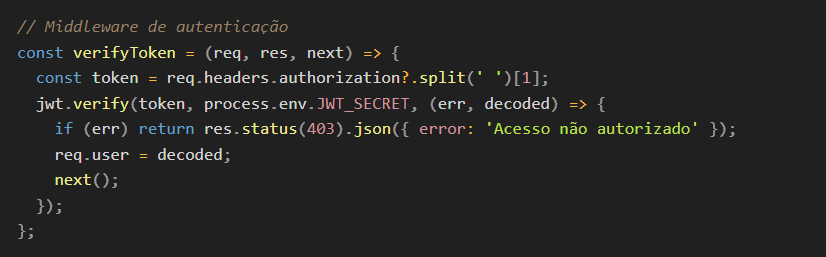 // Middleware de autenticação
const verifyToken = (req, res, next) => {
  const token = req.headers.authorization?.split(' ')[1];
  jwt.verify(token, process.env.JWT_SECRET, (err, decoded) => {
    if (err) return res.status(403).json({ error: 'Acesso não autorizado' });
    req.user = decoded;
    next();
  });
};